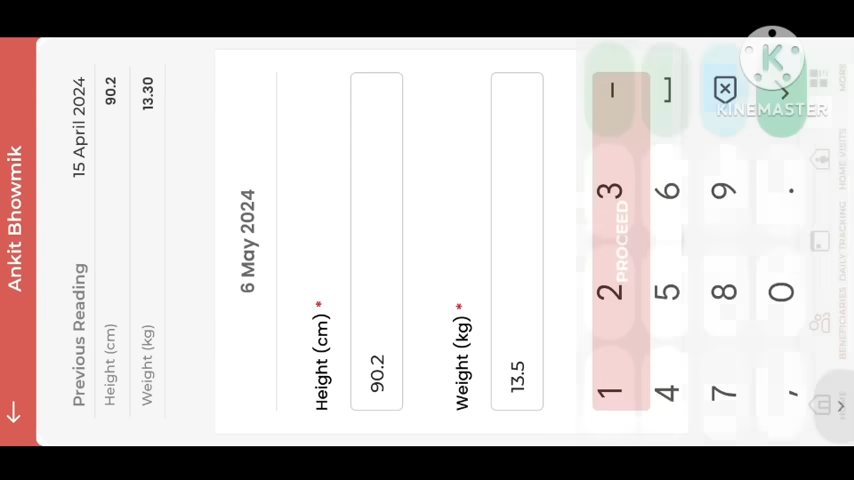 Ankit Bhowmik
Previous Reading 15 April 2024
Height (cm) 90.2
Weight (kg) 13.30
6 May 2024
Height (cm) *
90.2
Weight (kg) *
13.5
PROCEED
1 2 3 –
4 5 6 ⌴
7 8 9
, 0 .
HOME BENEFICIARIES DAILY TRACKING HOME VISITS MORE
K
KINEMASTER